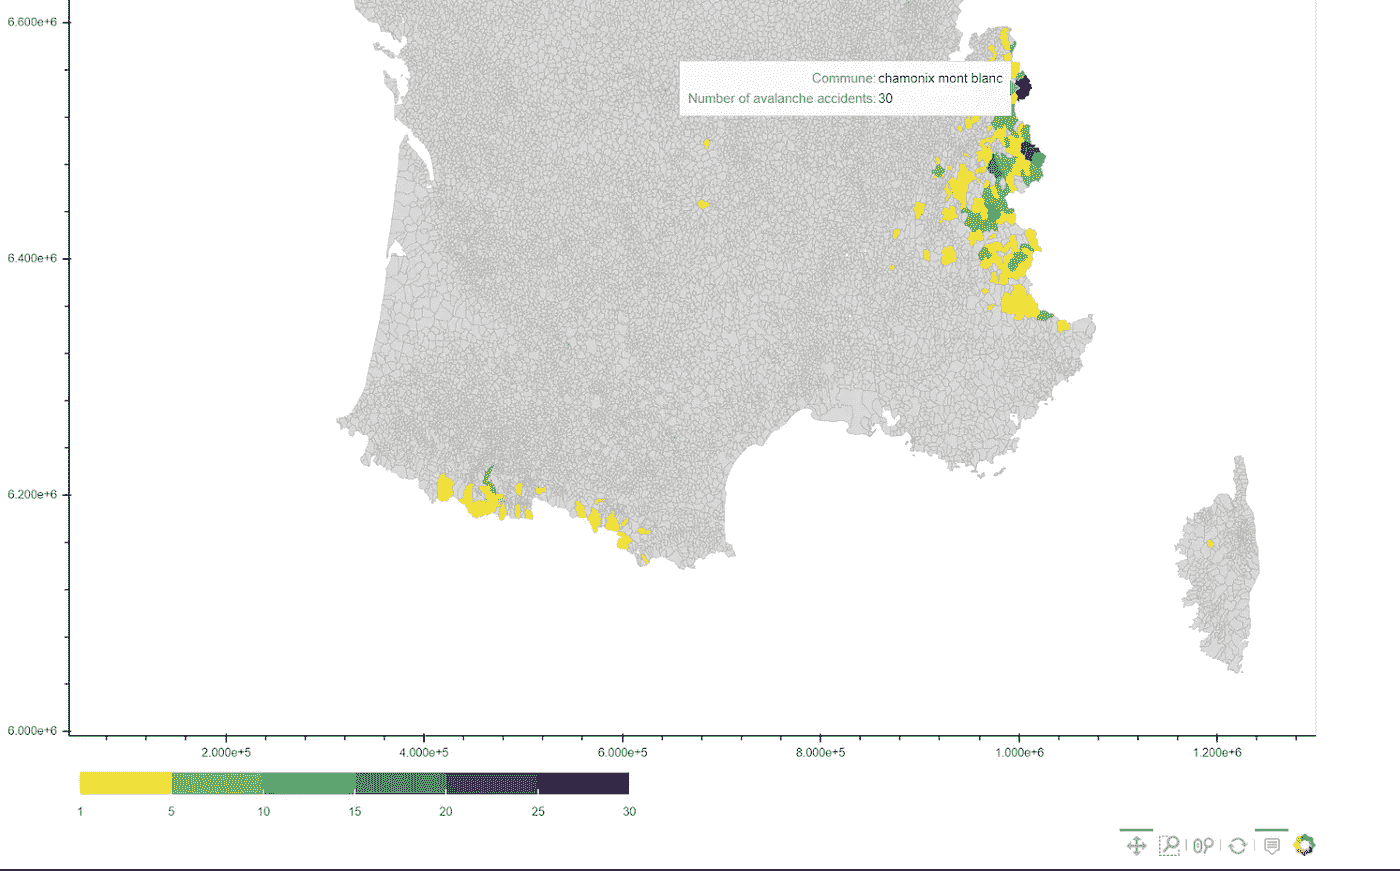 6.600e+6
Commune: chamonix mont blanc
Number of avalanche accidents: 30
6.400e+6
6.200e+6
6.000e+6
2.000e+5 4.000e+5 6.000e+5 8.000e+5 1.000e+6 1.200e+6
1 5 10 15 20 25 30